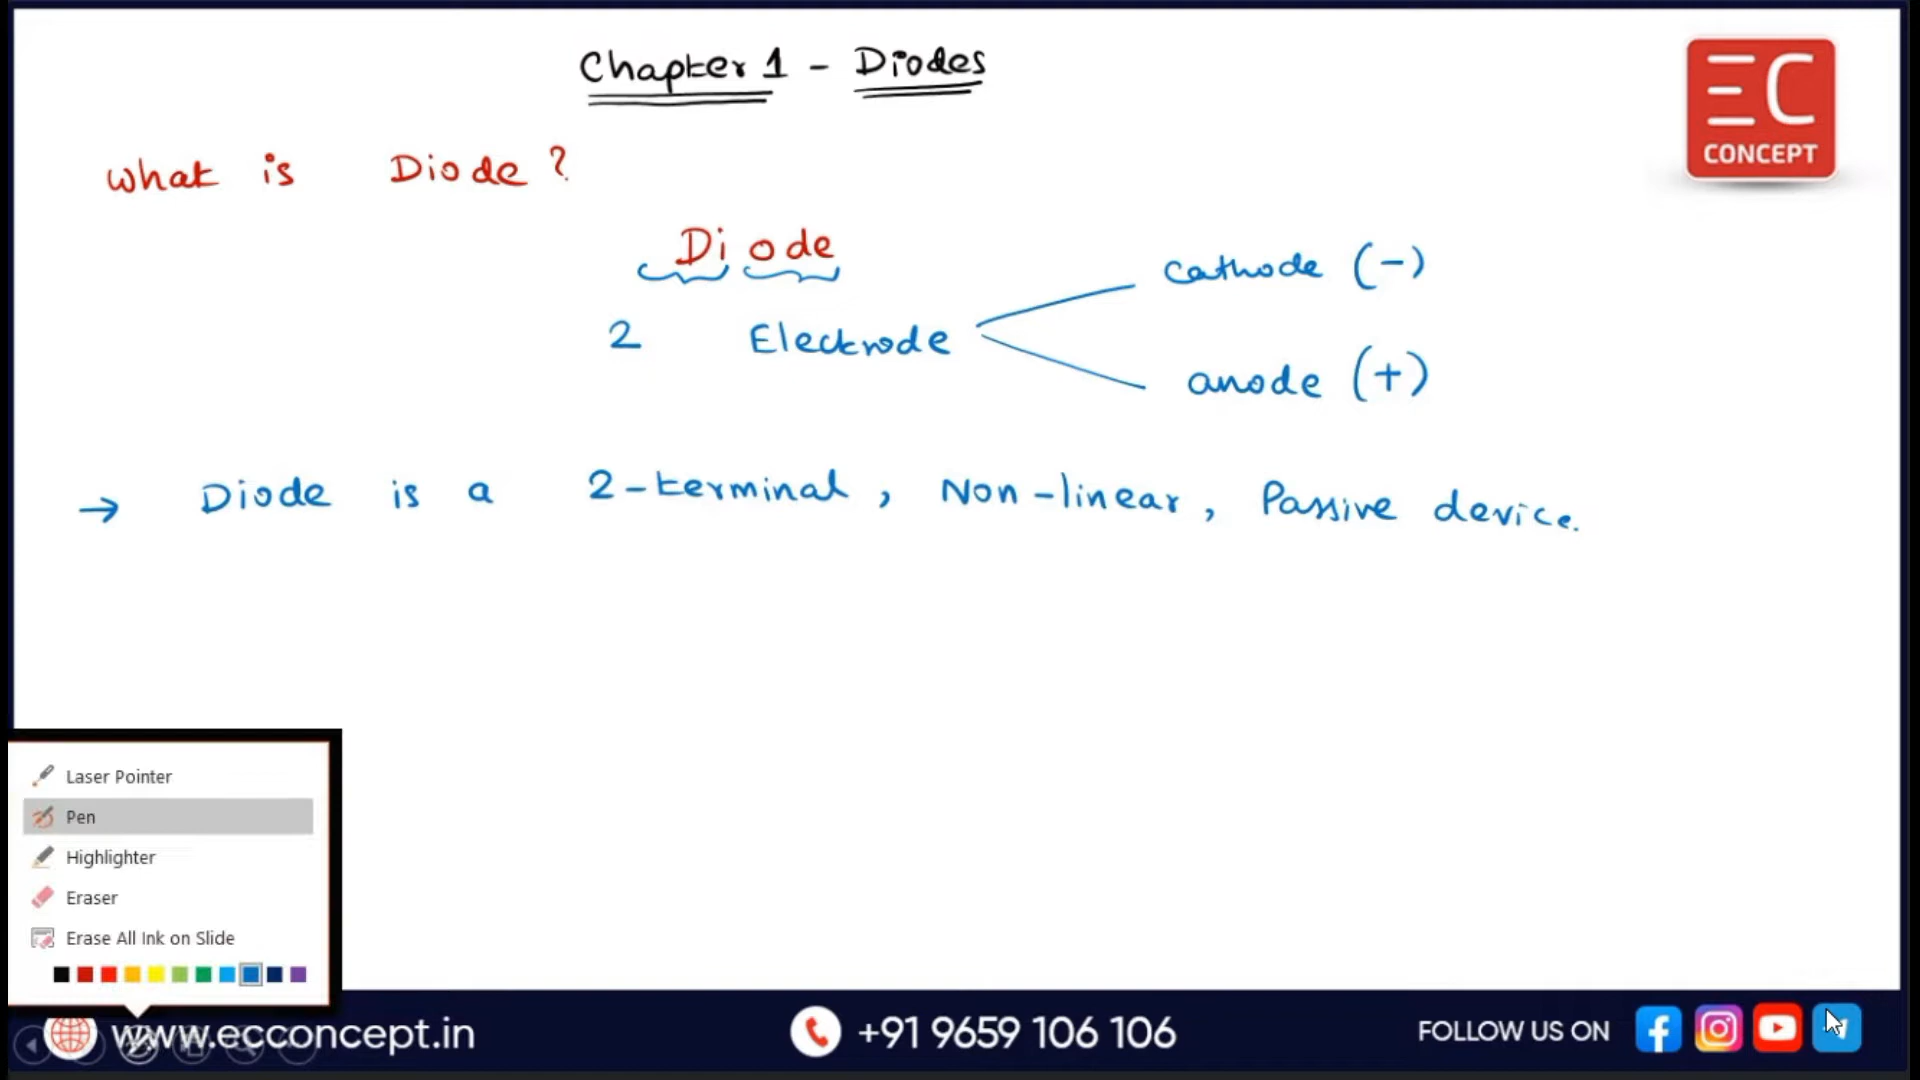 Chapter 1 - Diodes
EC
CONCEPT
What is Diode?
Diode
2 Electrode
cathode (-)
anode (+)
→ Diode is a 2-terminal, Non-linear, Passive device.
Laser Pointer
Pen
Highlighter
Eraser
Erase All Ink on Slide
www.ecconcept.in +91 9659 106 106 FOLLOW US ON